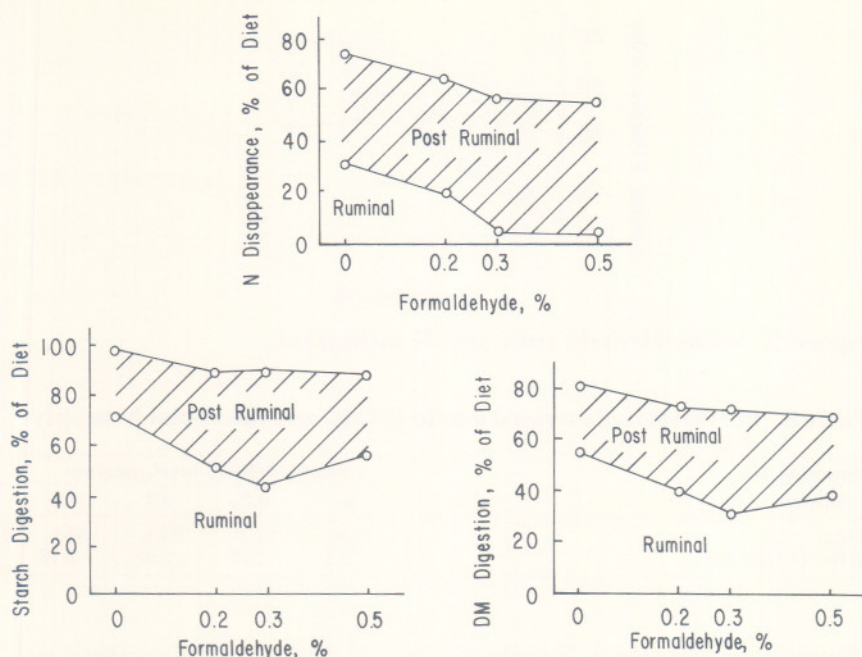 N Disappearance, % of Diet
80
60
40
20
0
Post Ruminal
Ruminal
0 0.2 0.3 0.5
Formaldehyde, %
Starch Digestion, % of Diet
100
80
60
40
20
0
Post Ruminal
Ruminal
0 0.2 0.3 0.5
Formaldehyde, %
DM Digestion, % of Diet
80
60
40
20
0
Post Ruminal
Ruminal
0 0.2 0.3 0.5
Formaldehyde, %